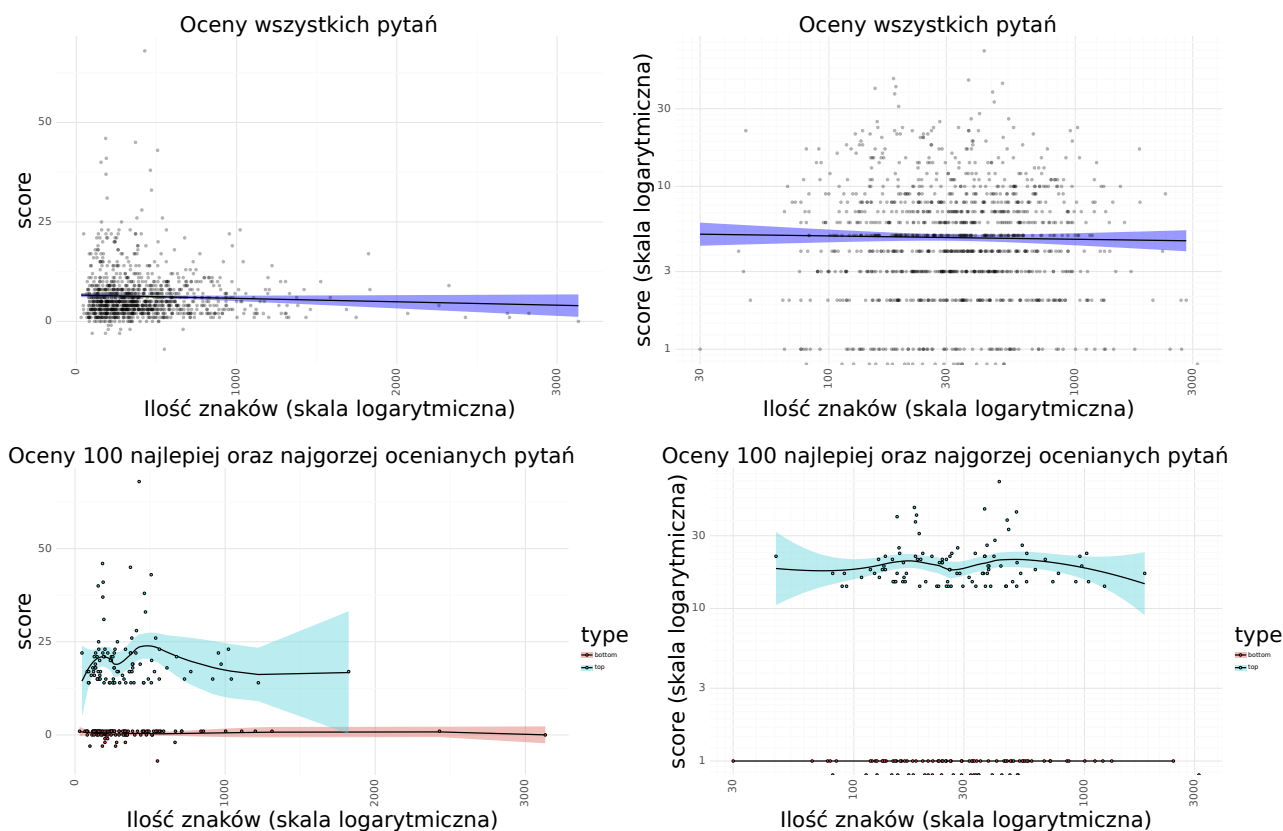 Oceny wszystkich pytań
score
50
25
0
0
1000
2000
3000
Ilość znaków (skala logarytmiczna)
Oceny wszystkich pytań
score (skala logarytmiczna)
30
10
3
1
30
100
300
1000
3000
Ilość znaków (skala logarytmiczna)
Oceny 100 najlepiej oraz najgorzej ocenianych pytań
score
50
25
0
0
1000
2000
3000
Ilość znaków (skala logarytmiczna)
type
bottom
top
Oceny 100 najlepiej oraz najgorzej ocenianych pytań
score (skala logarytmiczna)
30
10
3
1
30
100
300
1000
3000
Ilość znaków (skala logarytmiczna)
type
bottom
top